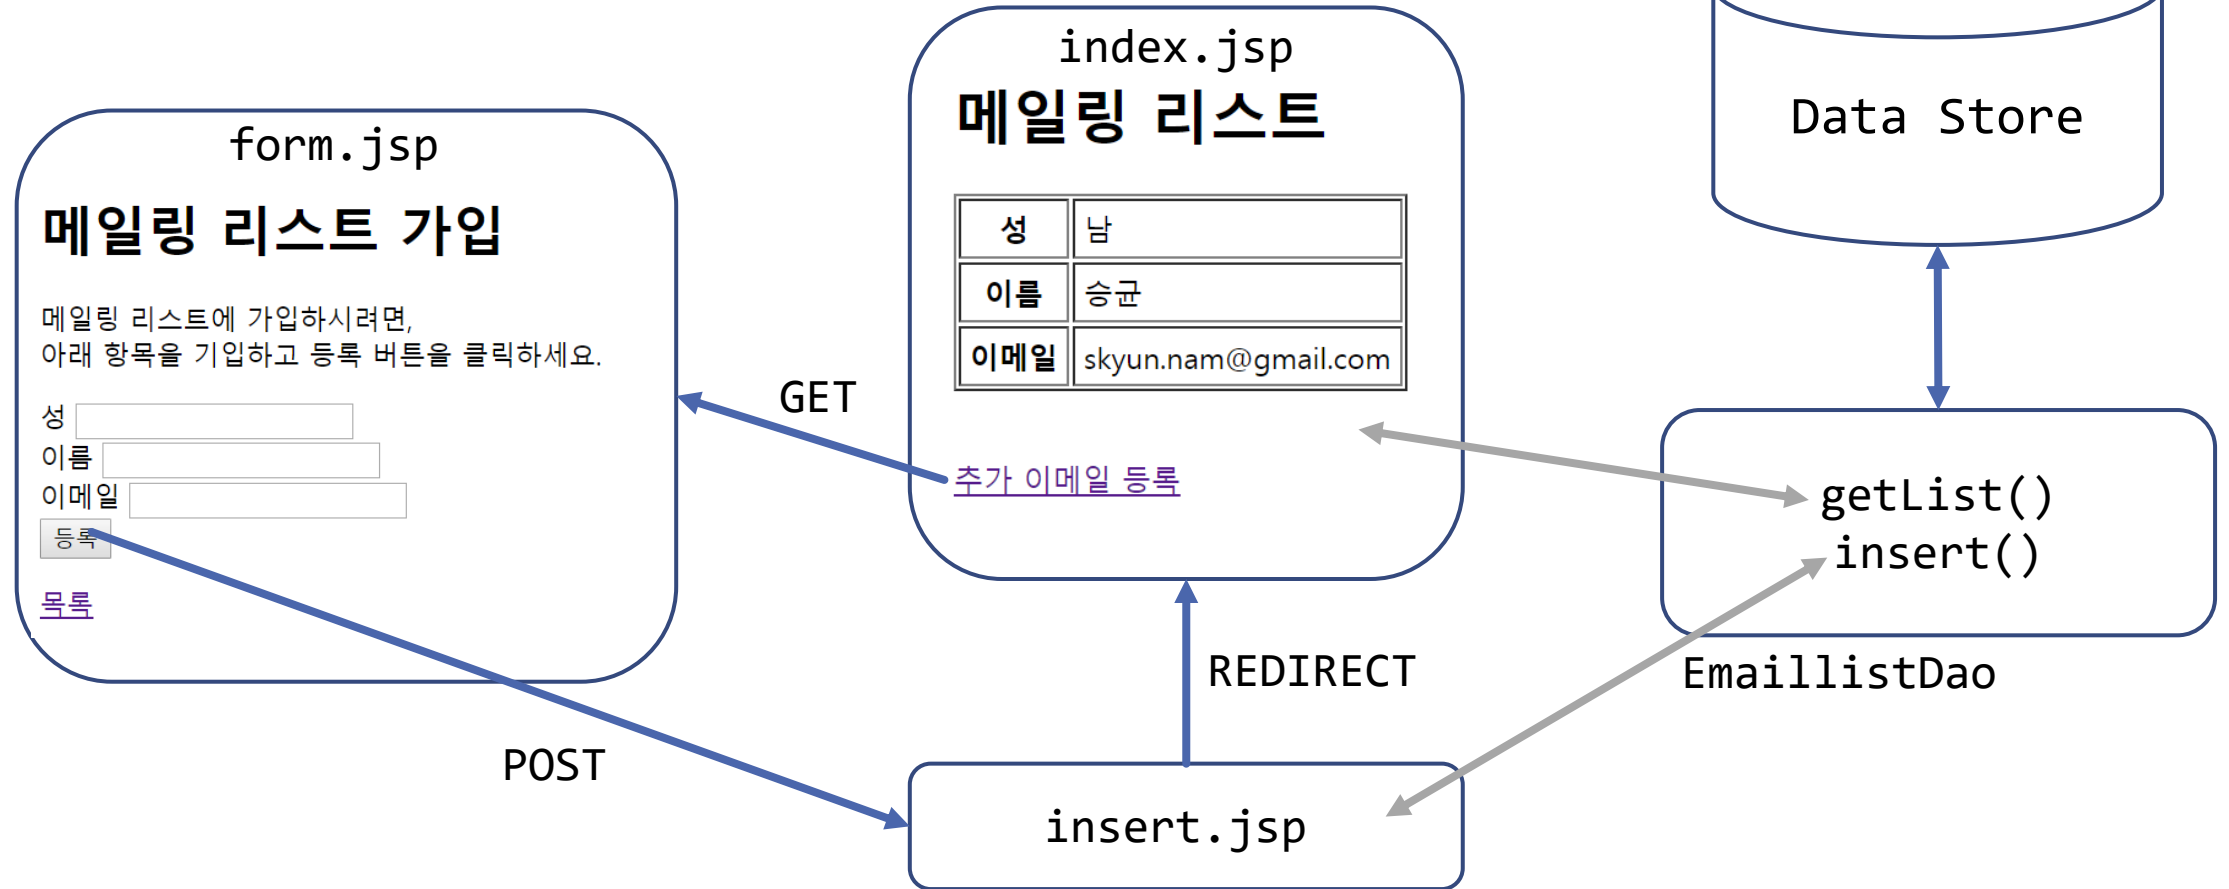 form.jsp
메일링 리스트 가입
메일링 리스트에 가입하시려면,
아래 항목을 기입하고 등록 버튼을 클릭하세요.
성
이름
이메일
등록
목록
GET
POST
index.jsp
메일링 리스트
성 남
이름 승균
이메일 skyun.nam@gmail.com
추가 이메일 등록
REDIRECT
insert.jsp
Data Store
getList()
insert()
EmaillistDao